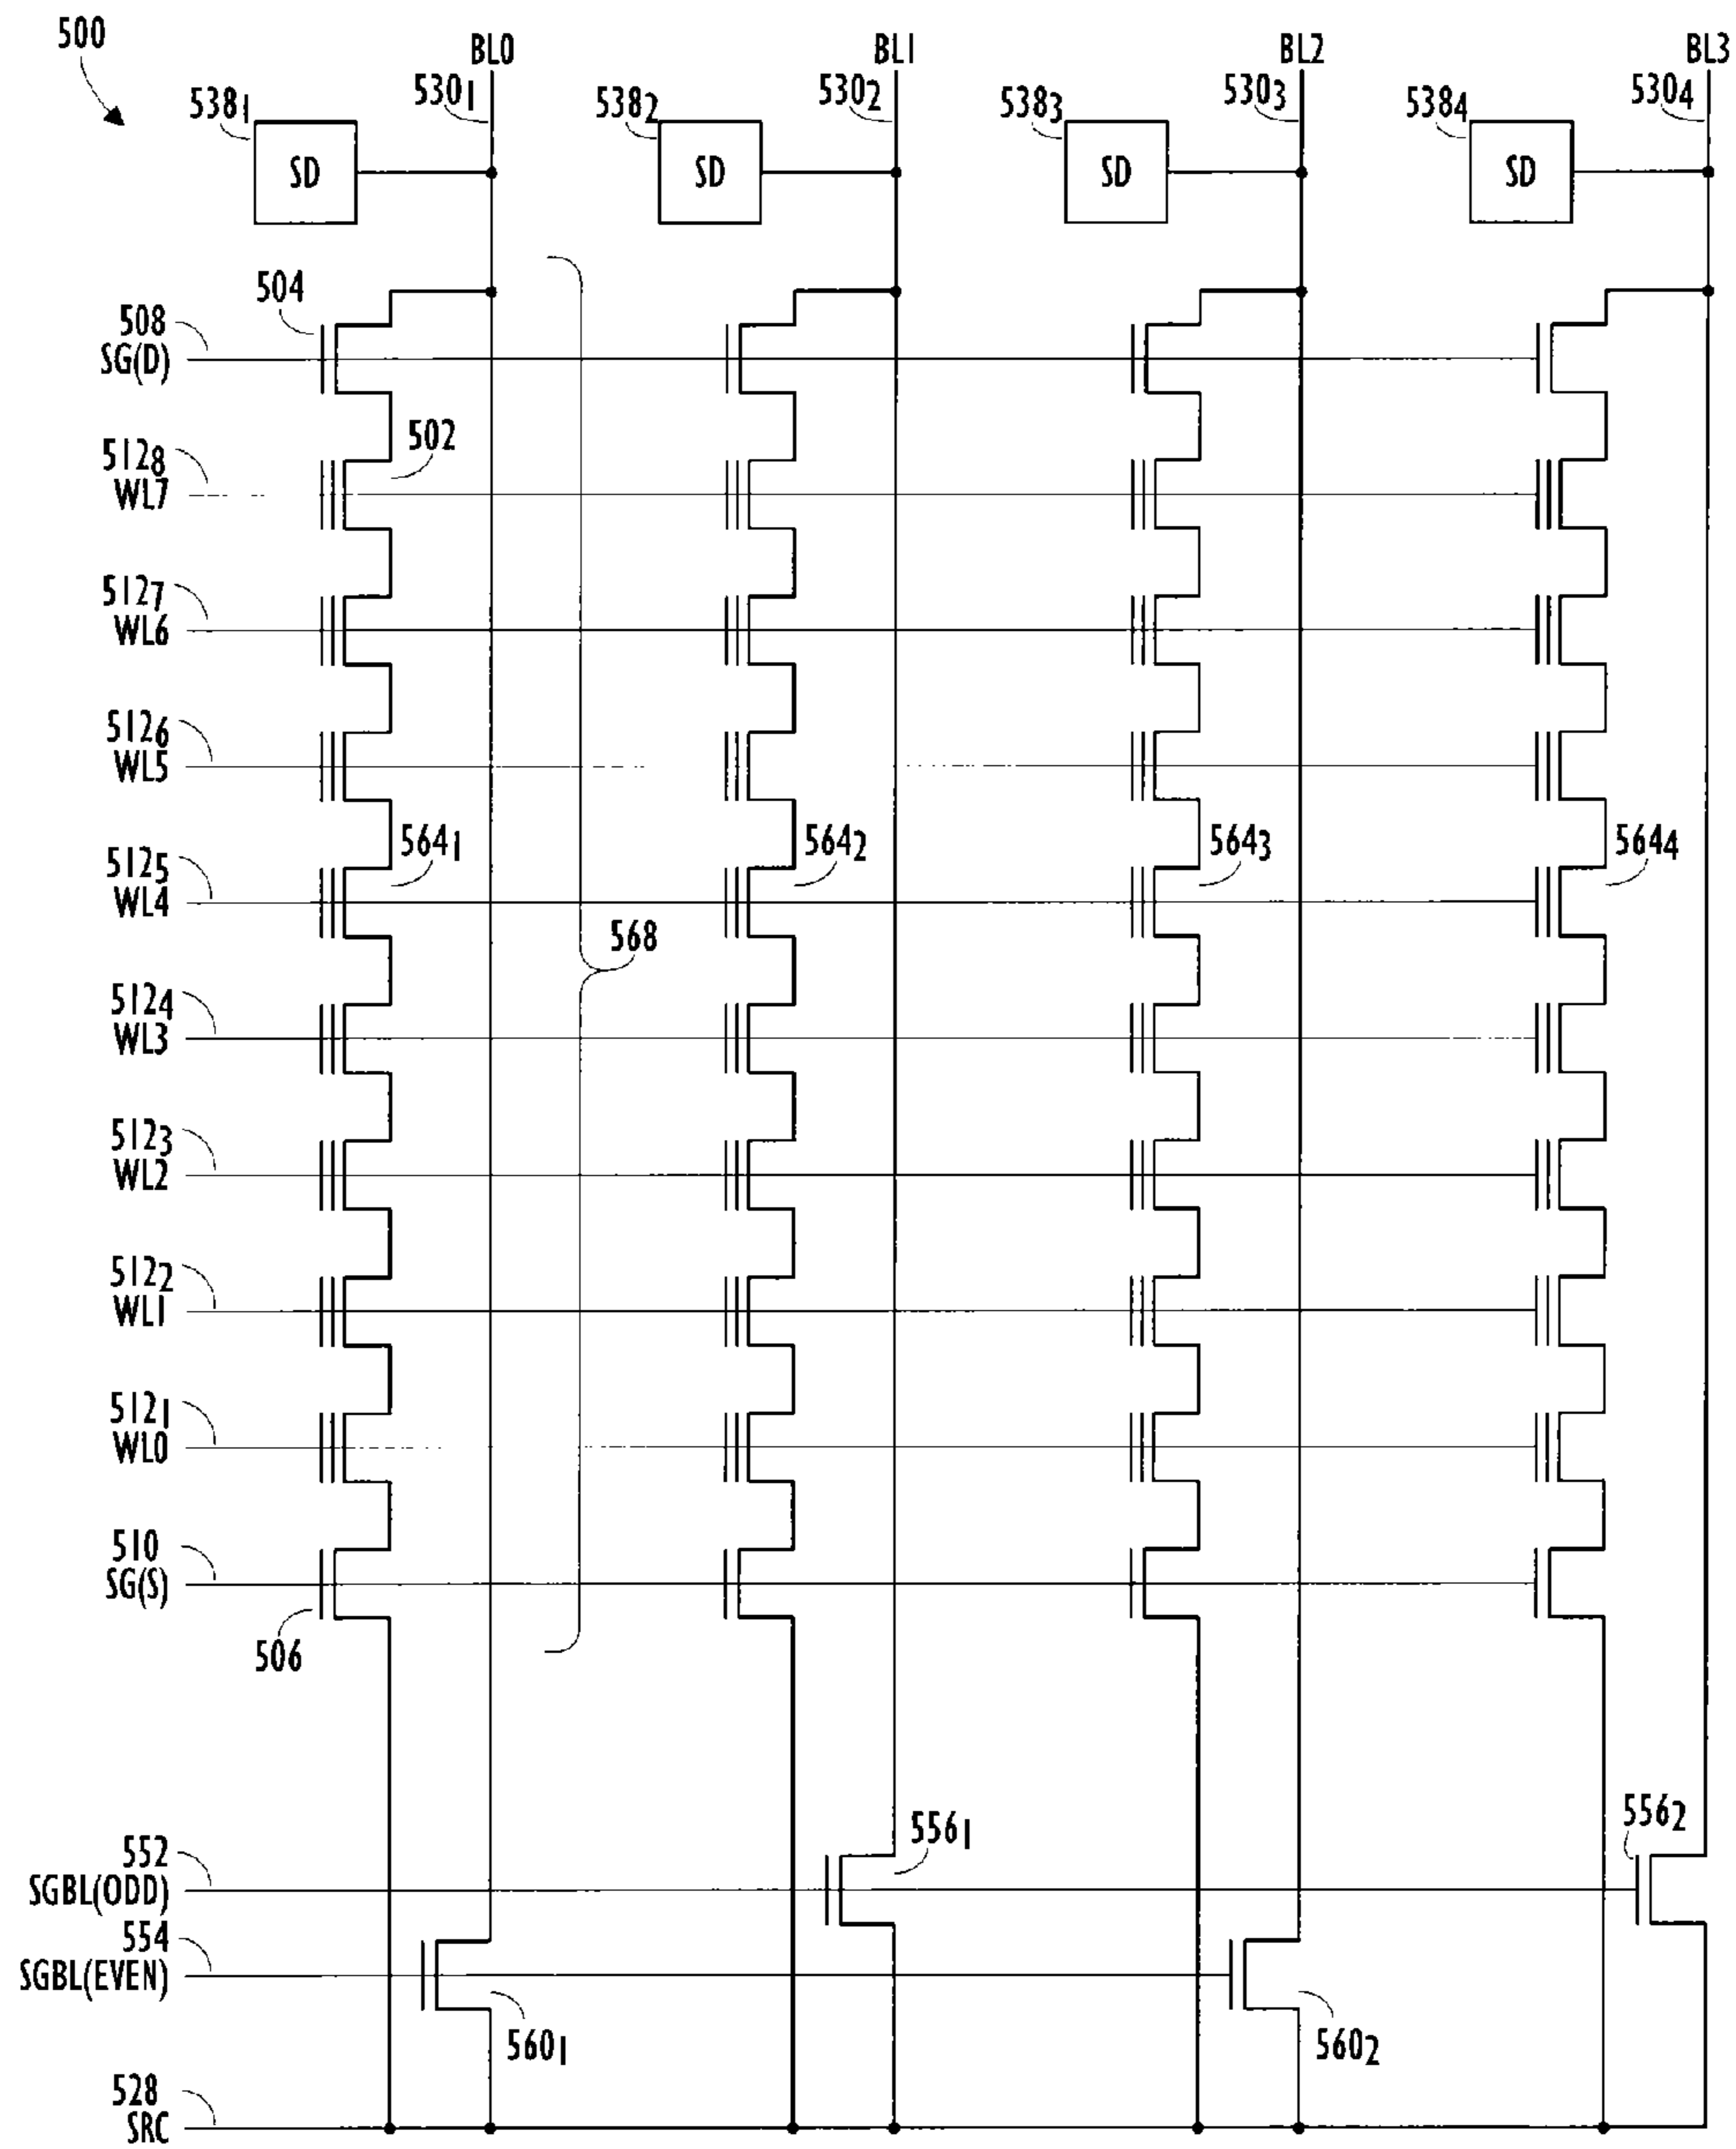 500
BL0
BL1
BL2
BL3
538₁
530₁
538₂
530₂
538₃
530₃
538₄
530₄
SD
SD
SD
SD
504
508
SG(D)
502
512₈
WL7
512₇
WL6
512₆
WL5
564₁
564₂
564₃
564₄
512₅
WL4
568
512₄
WL3
512₃
WL2
512₂
WL1
512₁
WL0
510
SG(S)
506
556₁
556₂
552
SGBL(ODD)
554
SGBL(EVEN)
560₁
560₂
528
SRC